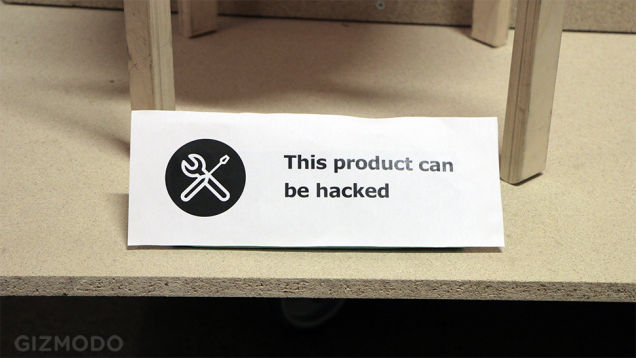 This product can
be hacked
GIZMODO